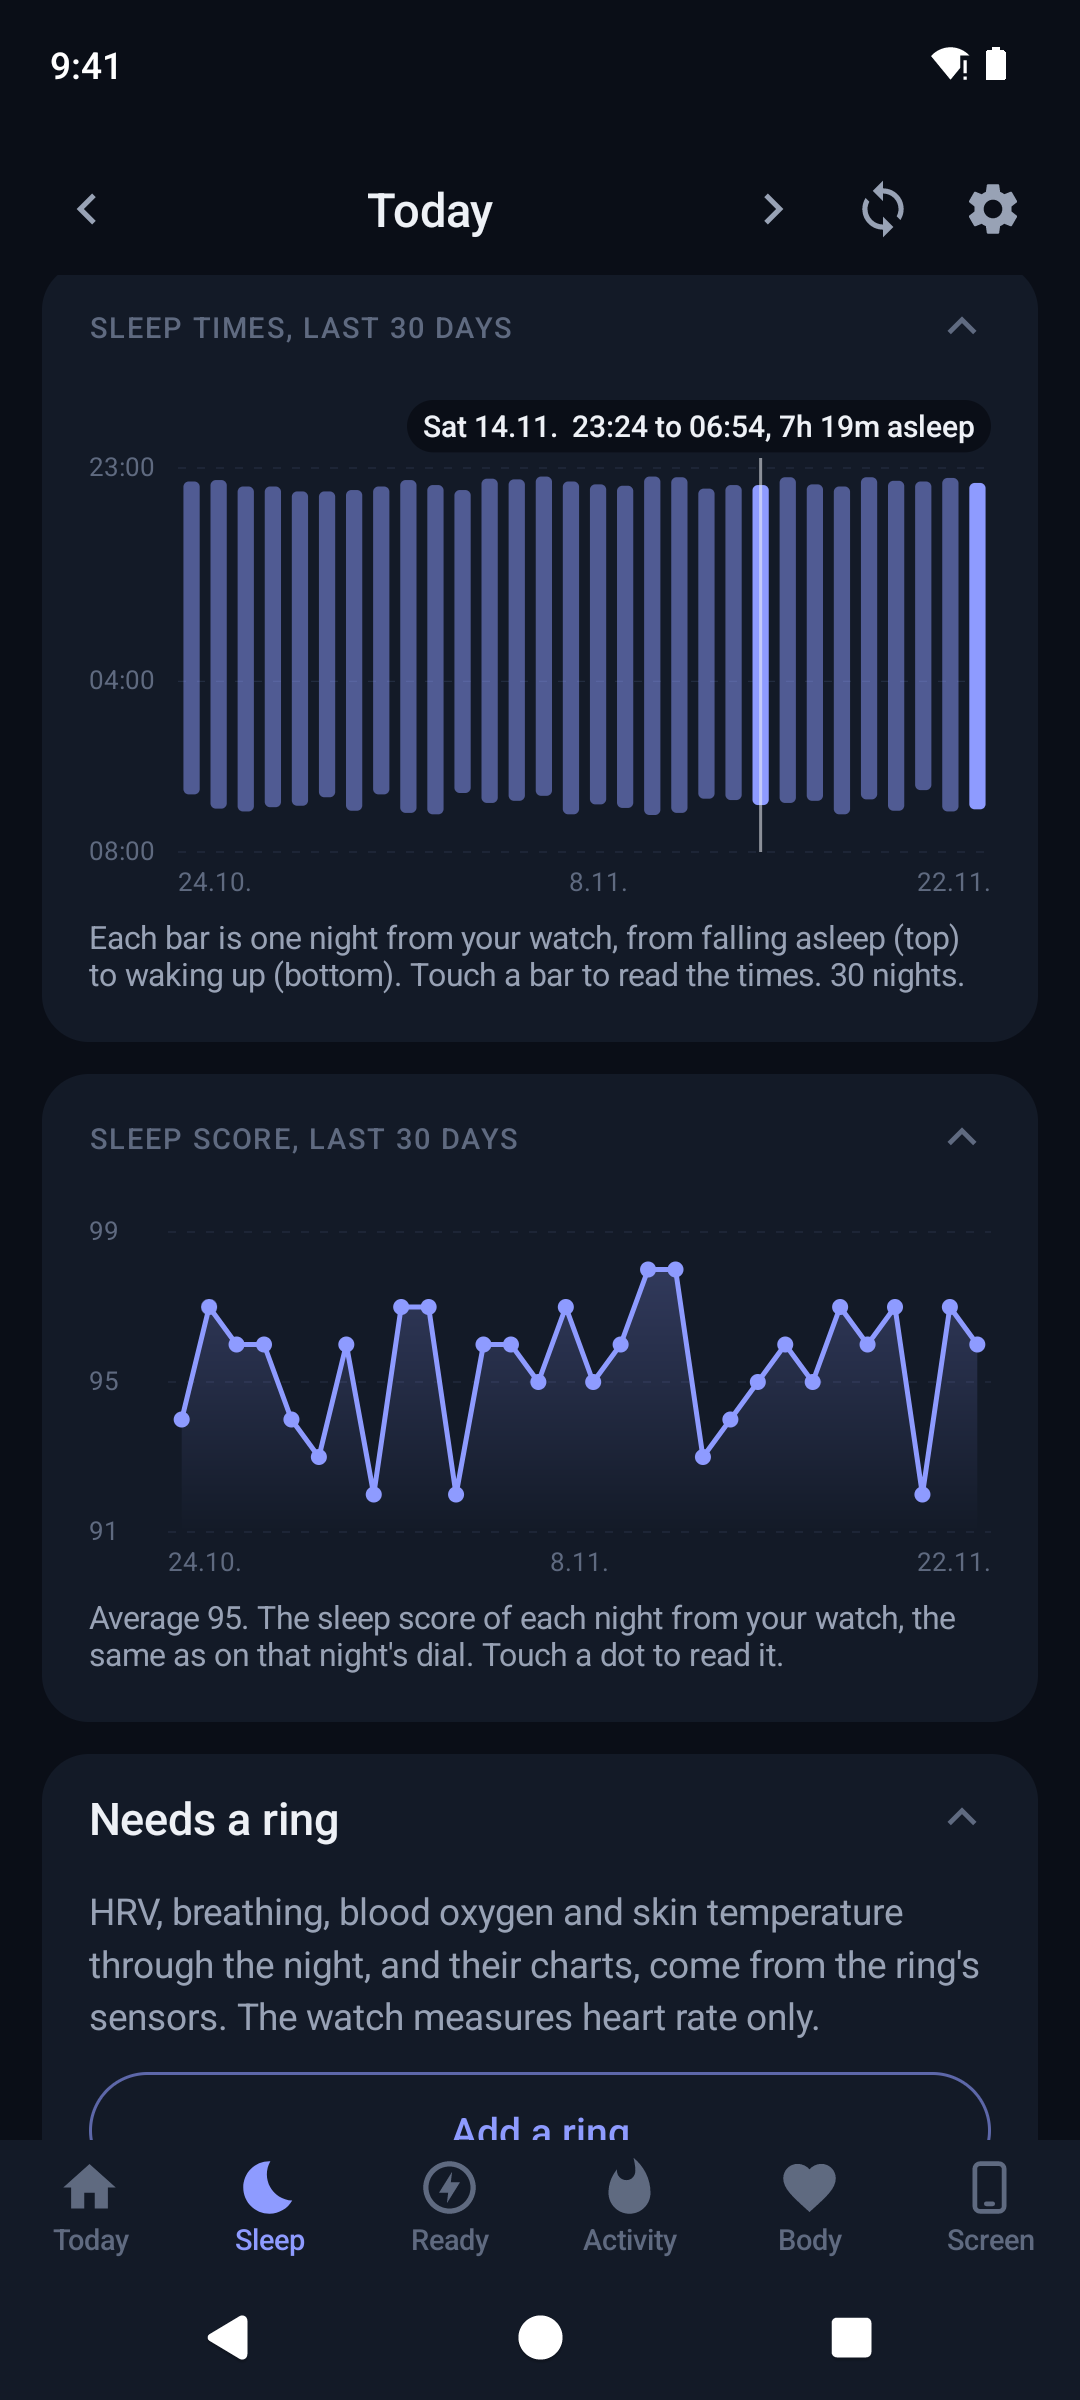 9:41
Today
SLEEP TIMES, LAST 30 DAYS
Sat 14.11.  23:24 to 06:54, 7h 19m asleep
23:00
04:00
08:00
24.10.
8.11.
22.11.
Each bar is one night from your watch, from falling asleep (top)
to waking up (bottom). Touch a bar to read the times. 30 nights.
SLEEP SCORE, LAST 30 DAYS
99
95
91
24.10.
8.11.
22.11.
Average 95. The sleep score of each night from your watch, the
same as on that night's dial. Touch a dot to read it.
Needs a ring
HRV, breathing, blood oxygen and skin temperature
through the night, and their charts, come from the ring's
sensors. The watch measures heart rate only.
Add a ring
Today
Sleep
Ready
Activity
Body
Screen